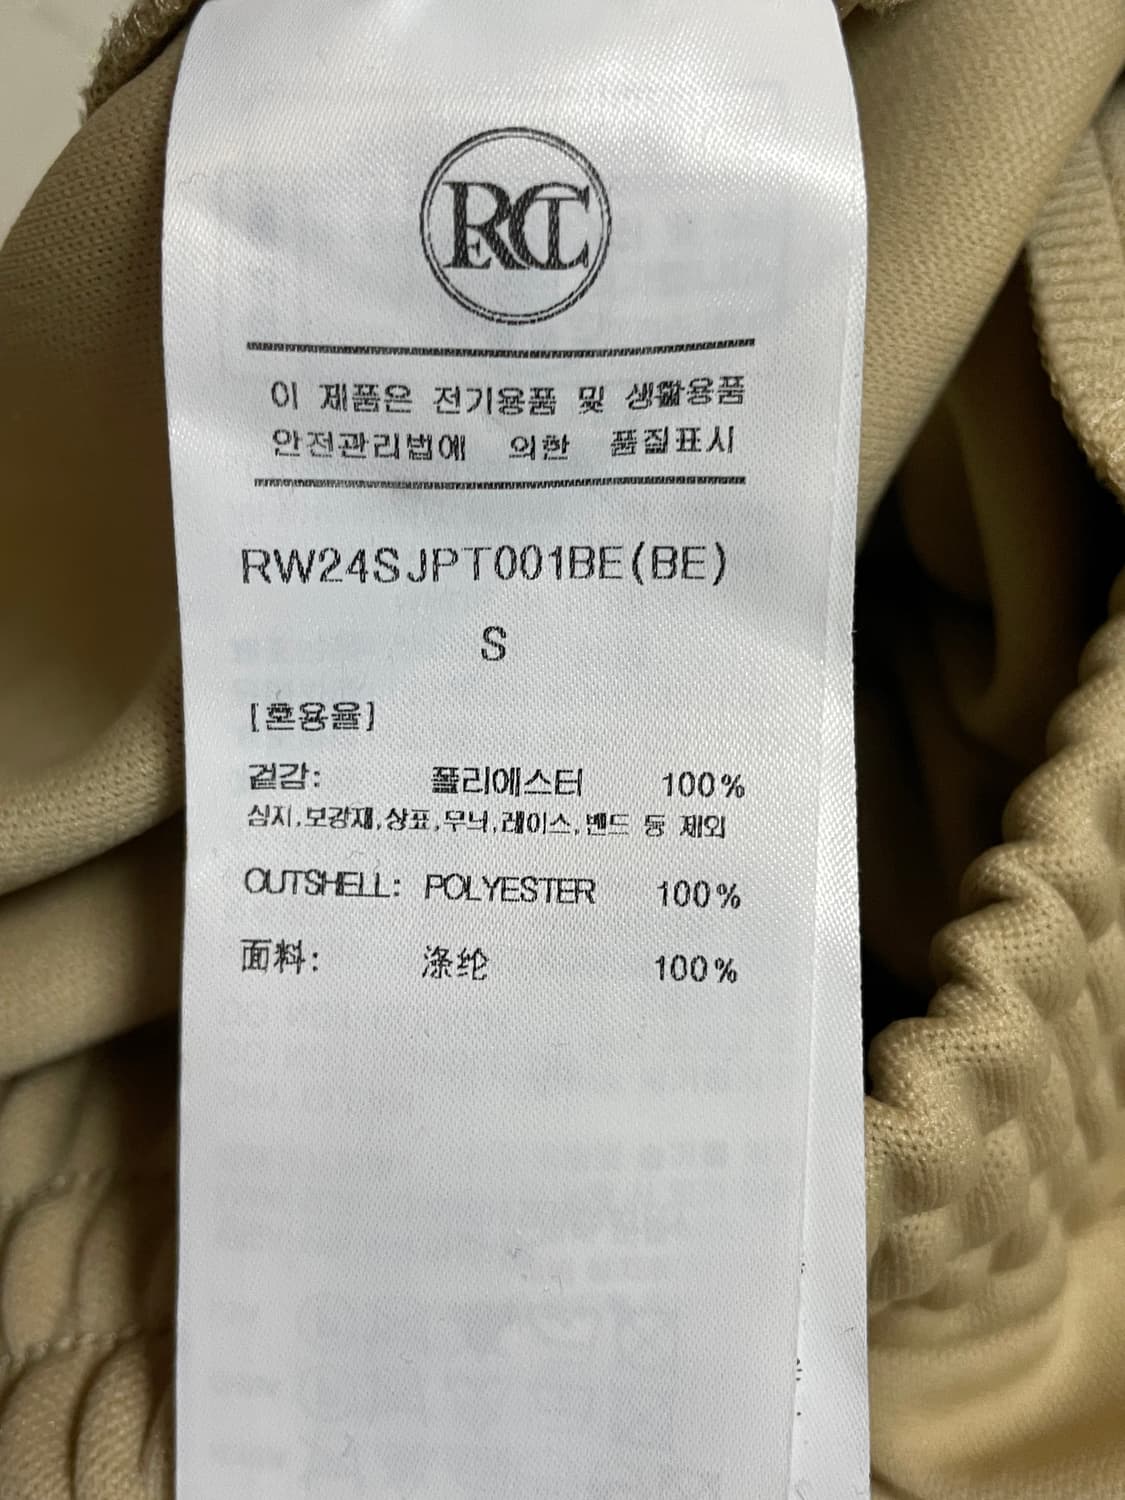 RECT
이 제품은 전기용품 및 생활용품
안전관리법에 의한 품질표시
RW24SJPT001BE(BE)
S
[혼용율]
겉감: 폴리에스터 100%
심지,보강재,상표,무늬,레이스,밴드 등 제외
OUTSHELL: POLYESTER 100%
面料: 涤纶 100%